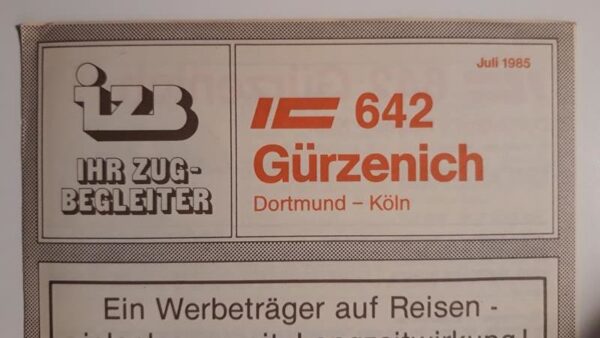 izb
IHR ZUG-
BEGLEITER
Juli 1985
IC 642
Gürzenich
Dortmund – Köln
Ein Werbeträger auf Reisen -